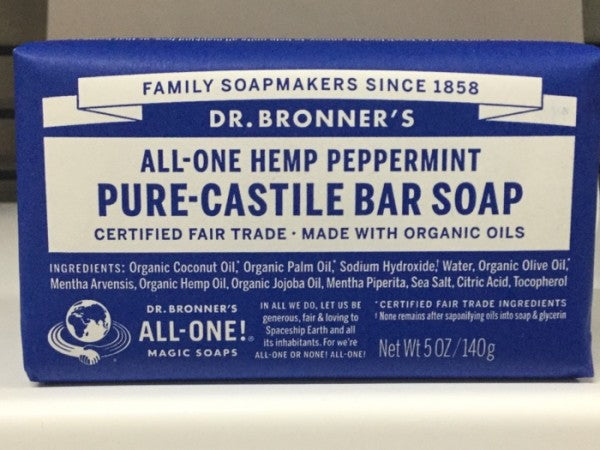 FAMILY SOAPMAKERS SINCE 1858
DR. BRONNER'S
ALL-ONE HEMP PEPPERMINT
PURE-CASTILE BAR SOAP
CERTIFIED FAIR TRADE · MADE WITH ORGANIC OILS
INGREDIENTS: Organic Coconut Oil,* Organic Palm Oil,* Sodium Hydroxide,† Water, Organic Olive Oil,*
Mentha Arvensis, Organic Hemp Oil, Organic Jojoba Oil, Mentha Piperita, Sea Salt, Citric Acid, Tocopherol
DR. BRONNER'S
ALL-ONE!®
MAGIC SOAPS
IN ALL WE DO, LET US BE
generous, fair & loving to
Spaceship Earth and all
its inhabitants. For we're
ALL-ONE OR NONE! ALL-ONE!
*CERTIFIED FAIR TRADE INGREDIENTS
† None remains after saponifying oils into soap & glycerin
Net Wt 5 OZ/140g